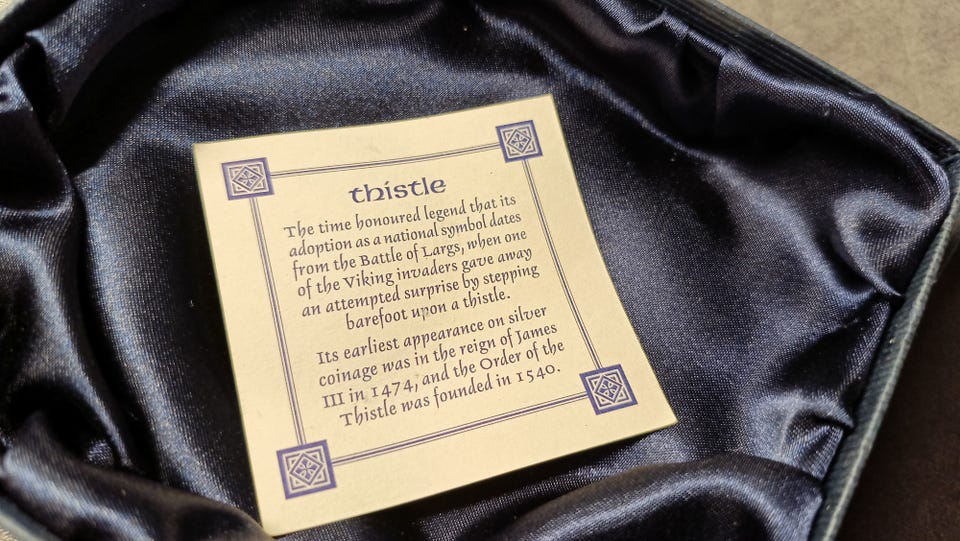 thistle
The time honoured legend that its
adoption as a national symbol dates
from the Battle of Largs, when one
of the Viking invaders gave away
an attempted surprise by stepping
barefoot upon a thistle.
Its earliest appearance on silver
coinage was in the reign of James
III in 1474, and the Order of the
Thistle was founded in 1540.